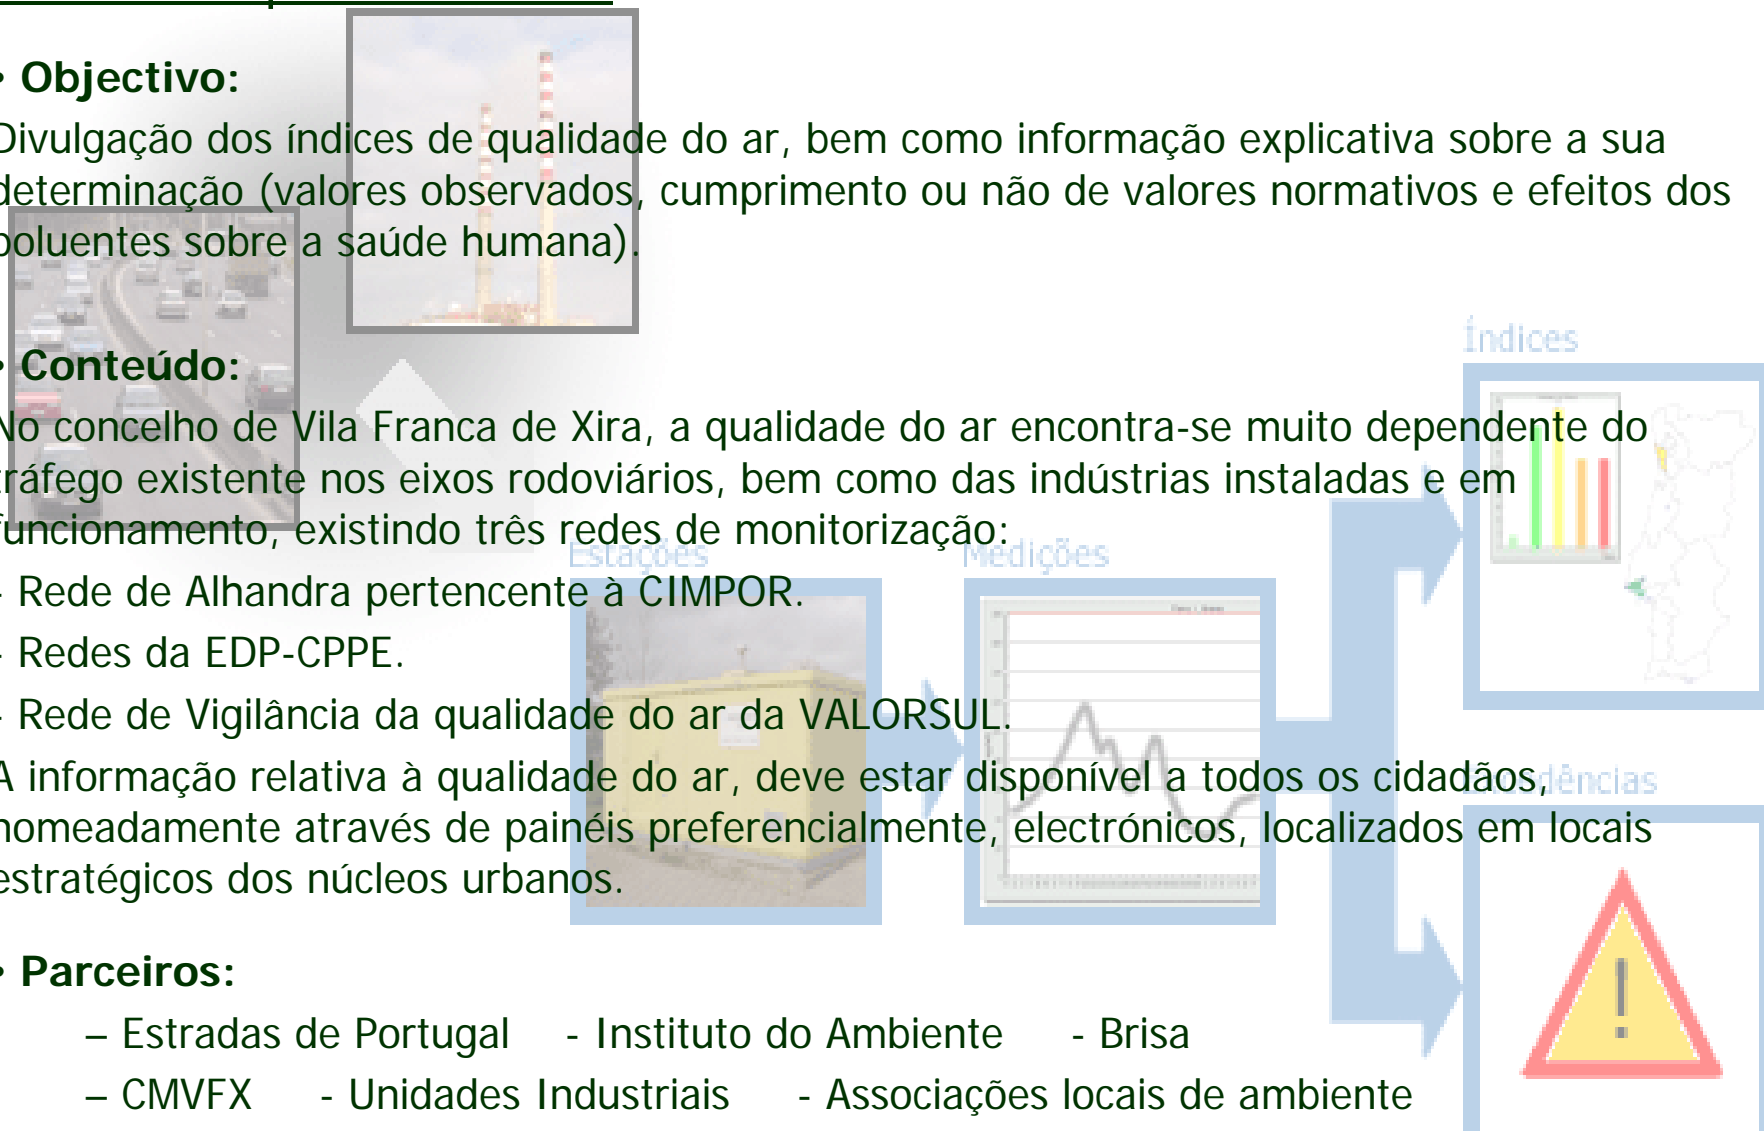 • Objectivo:
Divulgação dos índices de qualidade do ar, bem como informação explicativa sobre a sua
determinação (valores observados, cumprimento ou não de valores normativos e efeitos dos
poluentes sobre a saúde humana).
Índices
• Conteúdo:
No concelho de Vila Franca de Xira, a qualidade do ar encontra-se muito dependente do
tráfego existente nos eixos rodoviários, bem como das indústrias instaladas e em
funcionamento, existindo três redes de monitorização:
Estações
Medições
- Rede de Alhandra pertencente à CIMPOR.
- Redes da EDP-CPPE.
- Rede de Vigilância da qualidade do ar da VALORSUL.
A informação relativa à qualidade do ar, deve estar disponível a todos os cidadãos,
nomeadamente através de painéis preferencialmente, electrónicos, localizados em locais
estratégicos dos núcleos urbanos.
• Parceiros:
– Estradas de Portugal - Instituto do Ambiente - Brisa
– CMVFX - Unidades Industriais - Associações locais de ambiente